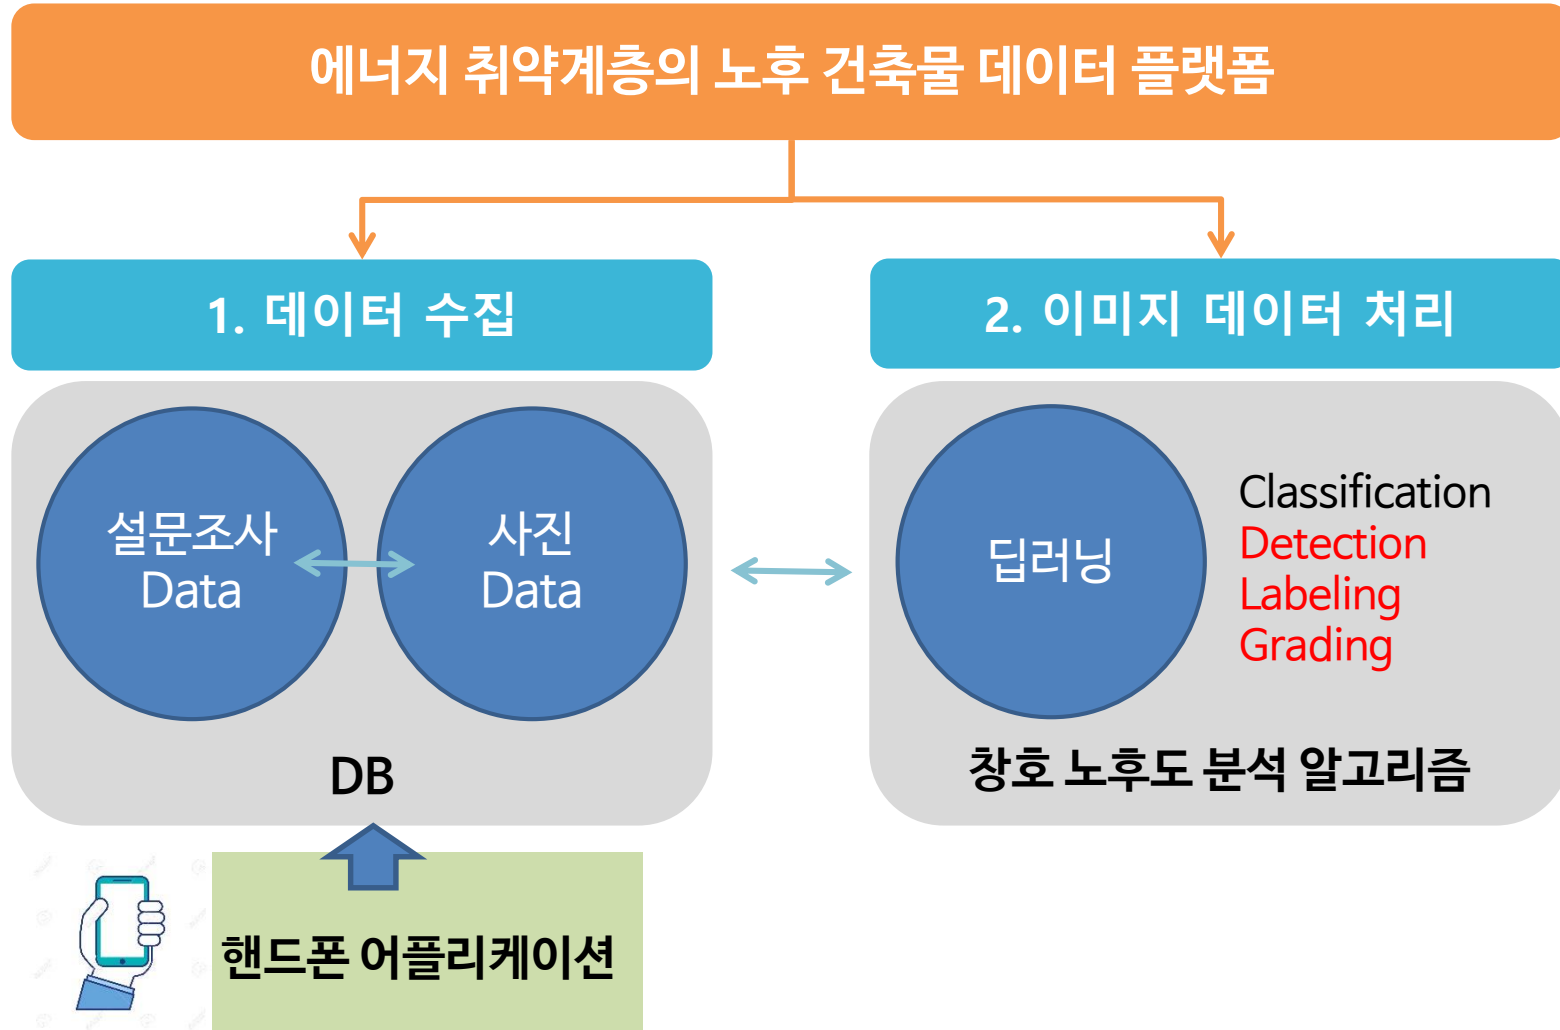 에너지 취약계층의 노후 건축물 데이터 플랫폼
1. 데이터 수집
2. 이미지 데이터 처리
설문조사
Data
사진
Data
DB
딥러닝
Classification
Detection
Labeling
Grading
창호 노후도 분석 알고리즘
핸드폰 어플리케이션